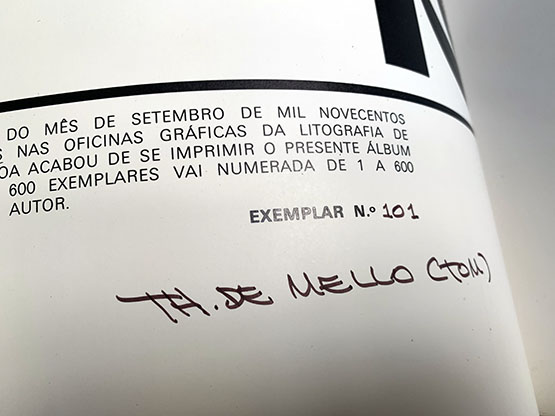 DO MÊS DE SETEMBRO DE MIL NOVECENTOS
NAS OFICINAS GRÁFICAS DA LITOGRAFIA DE
ACABOU DE SE IMPRIMIR O PRESENTE ÁLBUM
600 EXEMPLARES VAI NUMERADA DE 1 A 600
AUTOR.
EXEMPLAR N.º 101
TH. DE MELLO (TOM)